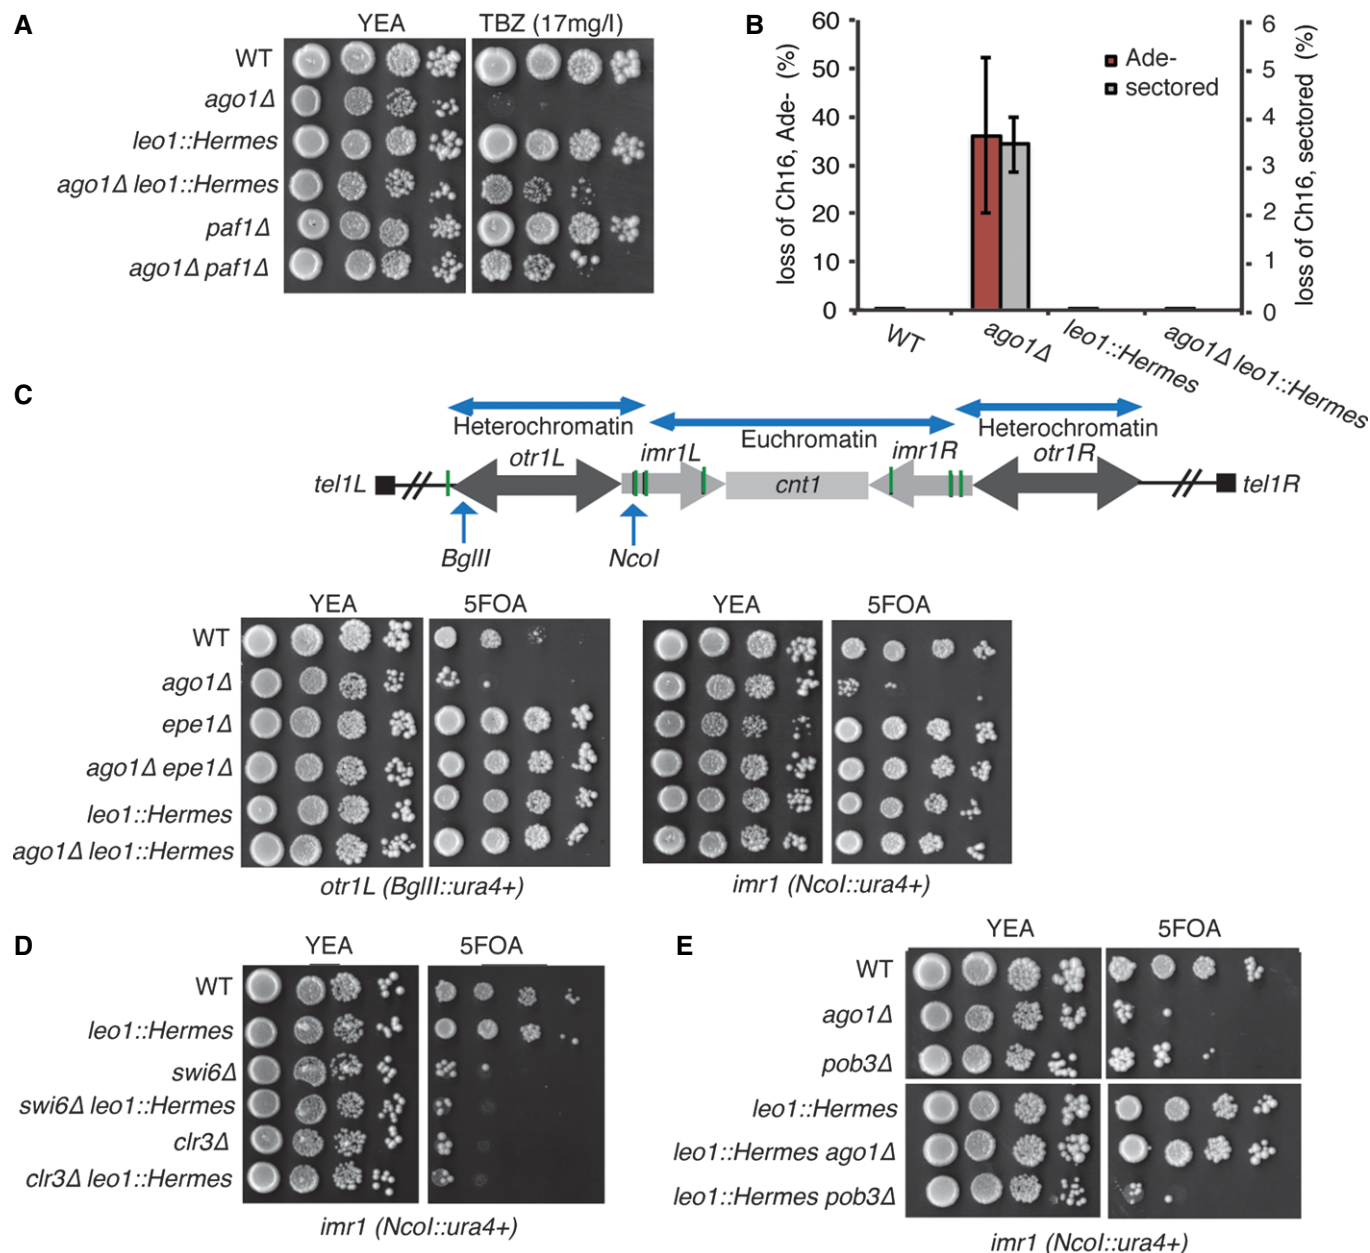 A
YEA
TBZ (17mg/l)
WT
ago1Δ
leo1::Hermes
ago1Δ leo1::Hermes
paf1Δ
ago1Δ paf1Δ
B
loss of Ch16, Ade- (%)
60
50
40
30
20
10
0
Ade-
sectored
6
5
4
3
2
1
0
loss of Ch16, sectored (%)
WT
ago1Δ
leo1::Hermes
ago1Δ leo1::Hermes
C
Heterochromatin
Euchromatin
Heterochromatin
otr1L
imr1L
imr1R
otr1R
tel1L
cnt1
tel1R
BglII
NcoI
YEA
5FOA
YEA
5FOA
WT
ago1Δ
epe1Δ
ago1Δ epe1Δ
leo1::Hermes
ago1Δ leo1::Hermes
otr1L (BglII::ura4+)
imr1 (NcoI::ura4+)
D
YEA
5FOA
WT
leo1::Hermes
swi6Δ
swi6Δ leo1::Hermes
clr3Δ
clr3Δ leo1::Hermes
imr1 (NcoI::ura4+)
E
YEA
5FOA
WT
ago1Δ
pob3Δ
leo1::Hermes
leo1::Hermes ago1Δ
leo1::Hermes pob3Δ
imr1 (NcoI::ura4+)